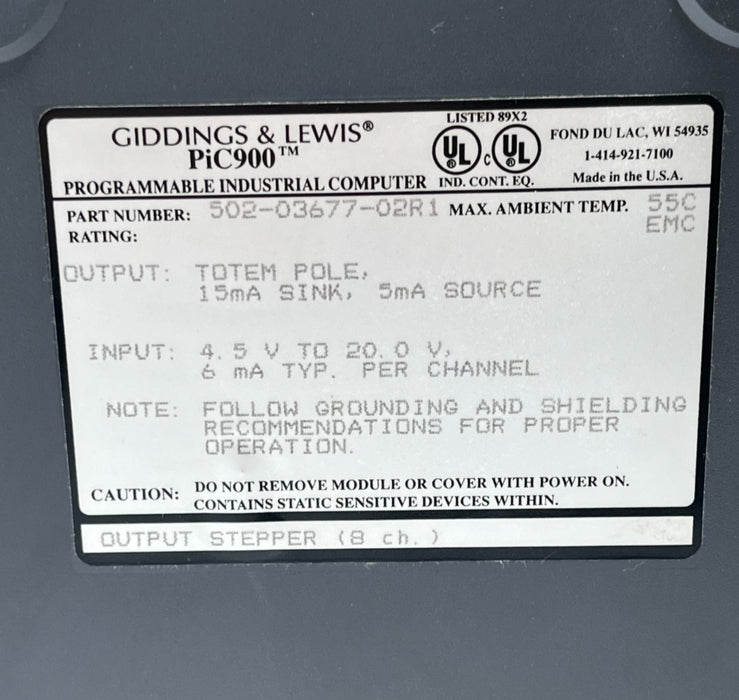 LISTED 89X2
GIDDINGS & LEWIS®
PiC900™
PROGRAMMABLE INDUSTRIAL COMPUTER
UL c UL
® ®
IND. CONT. EQ.
FOND DU LAC, WI 54935
1-414-921-7100
Made in the U.S.A.
PART NUMBER: 502-03677-02R1 MAX. AMBIENT TEMP. 55C
RATING: EMC
OUTPUT: TOTEM POLE,
15mA SINK, 5mA SOURCE
INPUT: 4.5 V TO 20.0 V,
6 mA TYP. PER CHANNEL
NOTE: FOLLOW GROUNDING AND SHIELDING
RECOMMENDATIONS FOR PROPER
OPERATION.
CAUTION: DO NOT REMOVE MODULE OR COVER WITH POWER ON.
CONTAINS STATIC SENSITIVE DEVICES WITHIN.
OUTPUT STEPPER (8 ch.)